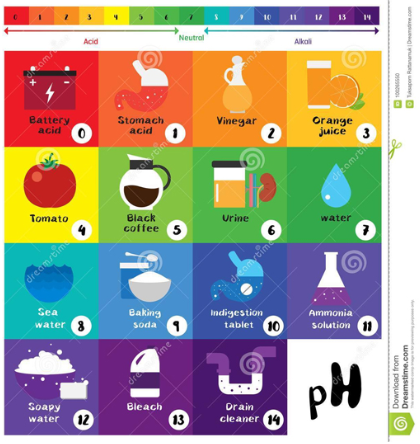 0 1 2 3 4 5 6 7 8 9 10 11 12 13 14
Acid
Neutral
Alkali
Battery
acid
0
Stomach
acid
1
Vinegar
2
Orange
juice
3
Tomato
4
Black
coffee
5
Urine
6
water
7
Sea
water
8
Baking
soda
9
Indigestion
tablet
10
Ammonia
solution
11
Soapy
water
12
Bleach
13
Drain
cleaner
14
pH
Download from
Dreamstime.com